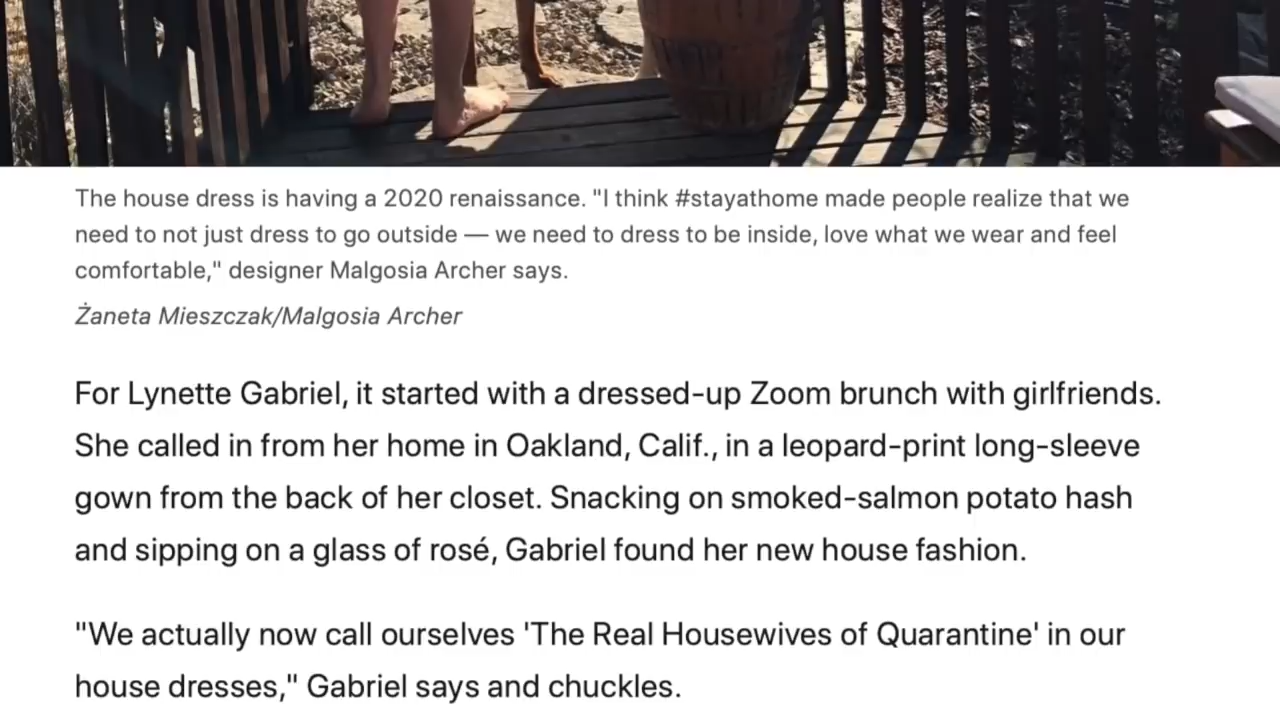 The house dress is having a 2020 renaissance. "I think #stayathome made people realize that we
need to not just dress to go outside — we need to dress to be inside, love what we wear and feel
comfortable," designer Malgosia Archer says.
Żaneta Mieszczak/Malgosia Archer
For Lynette Gabriel, it started with a dressed-up Zoom brunch with girlfriends.
She called in from her home in Oakland, Calif., in a leopard-print long-sleeve
gown from the back of her closet. Snacking on smoked-salmon potato hash
and sipping on a glass of rosé, Gabriel found her new house fashion.
"We actually now call ourselves 'The Real Housewives of Quarantine' in our
house dresses," Gabriel says and chuckles.